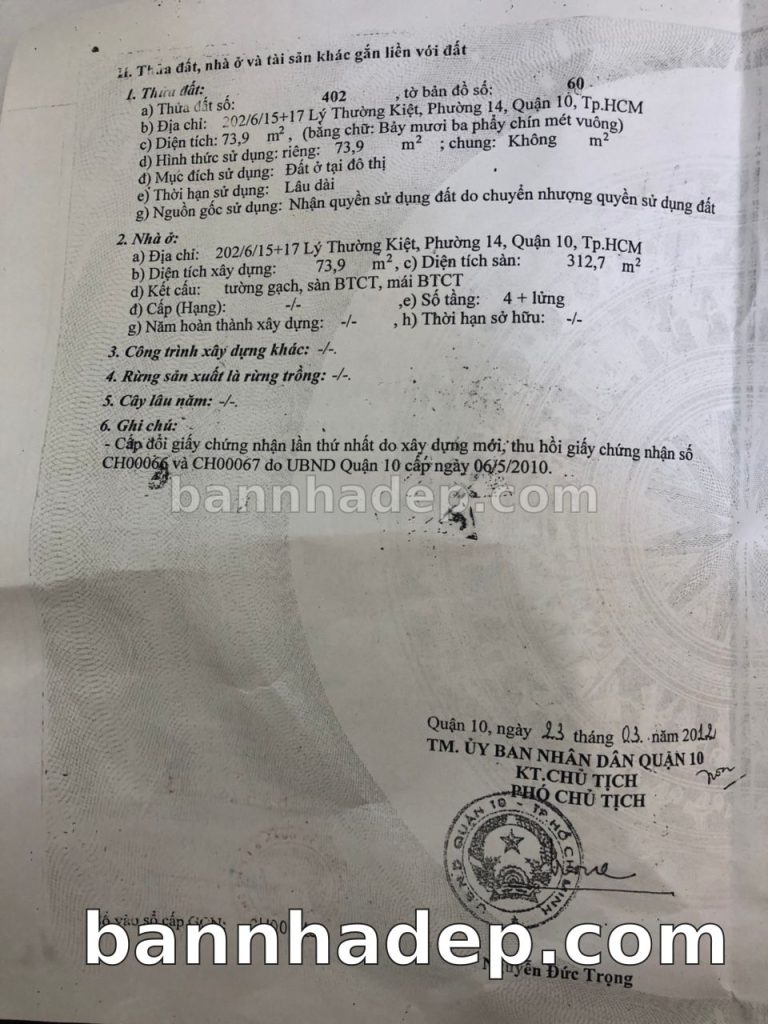 II. Thửa đất, nhà ở và tài sản khác gắn liền với đất
1. Thửa đất:
a) Thửa đất số: 402 , tờ bản đồ số: 60
b) Địa chỉ: 202/6/15+17 Lý Thường Kiệt, Phường 14, Quận 10, Tp.HCM
c) Diện tích: 73,9 m², (bằng chữ: Bảy mươi ba phẩy chín mét vuông)
d) Hình thức sử dụng: riêng: 73,9 m² ; chung: Không m²
đ) Mục đích sử dụng: Đất ở tại đô thị
e) Thời hạn sử dụng: Lâu dài
g) Nguồn gốc sử dụng: Nhận quyền sử dụng đất do chuyển nhượng quyền sử dụng đất
2. Nhà ở:
a) Địa chỉ: 202/6/15+17 Lý Thường Kiệt, Phường 14, Quận 10, Tp.HCM
b) Diện tích xây dựng: 73,9 m², c) Diện tích sàn: 312,7 m²
d) Kết cấu: tường gạch, sàn BTCT, mái BTCT
đ) Cấp (Hạng): -/- ,e) Số tầng: 4 + lửng
g) Năm hoàn thành xây dựng: -/- , h) Thời hạn sở hữu: -/-
3. Công trình xây dựng khác: -/-.
4. Rừng sản xuất là rừng trồng: -/-.
5. Cây lâu năm: -/-.
6. Ghi chú:
- Cấp đổi giấy chứng nhận lần thứ nhất do xây dựng mới, thu hồi giấy chứng nhận số
CH00066 và CH00067 do UBND Quận 10 cấp ngày 06/5/2010.
bannhadep.com
Quận 10, ngày 23 tháng 03 năm 2012
TM. ỦY BAN NHÂN DÂN QUẬN 10
KT.CHỦ TỊCH
PHÓ CHỦ TỊCH
U.B.N.D QUẬN 10 - TP HỒ CHÍ MINH
số vào sổ cấp GCN:
bannhadep.com
Nguyễn Đức Trọng